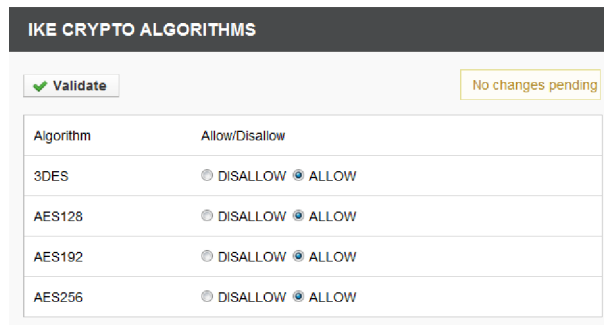 IKE CRYPTO ALGORITHMS
Validate
No changes pending
Algorithm Allow/Disallow
3DES DISALLOW ALLOW
AES128 DISALLOW ALLOW
AES192 DISALLOW ALLOW
AES256 DISALLOW ALLOW